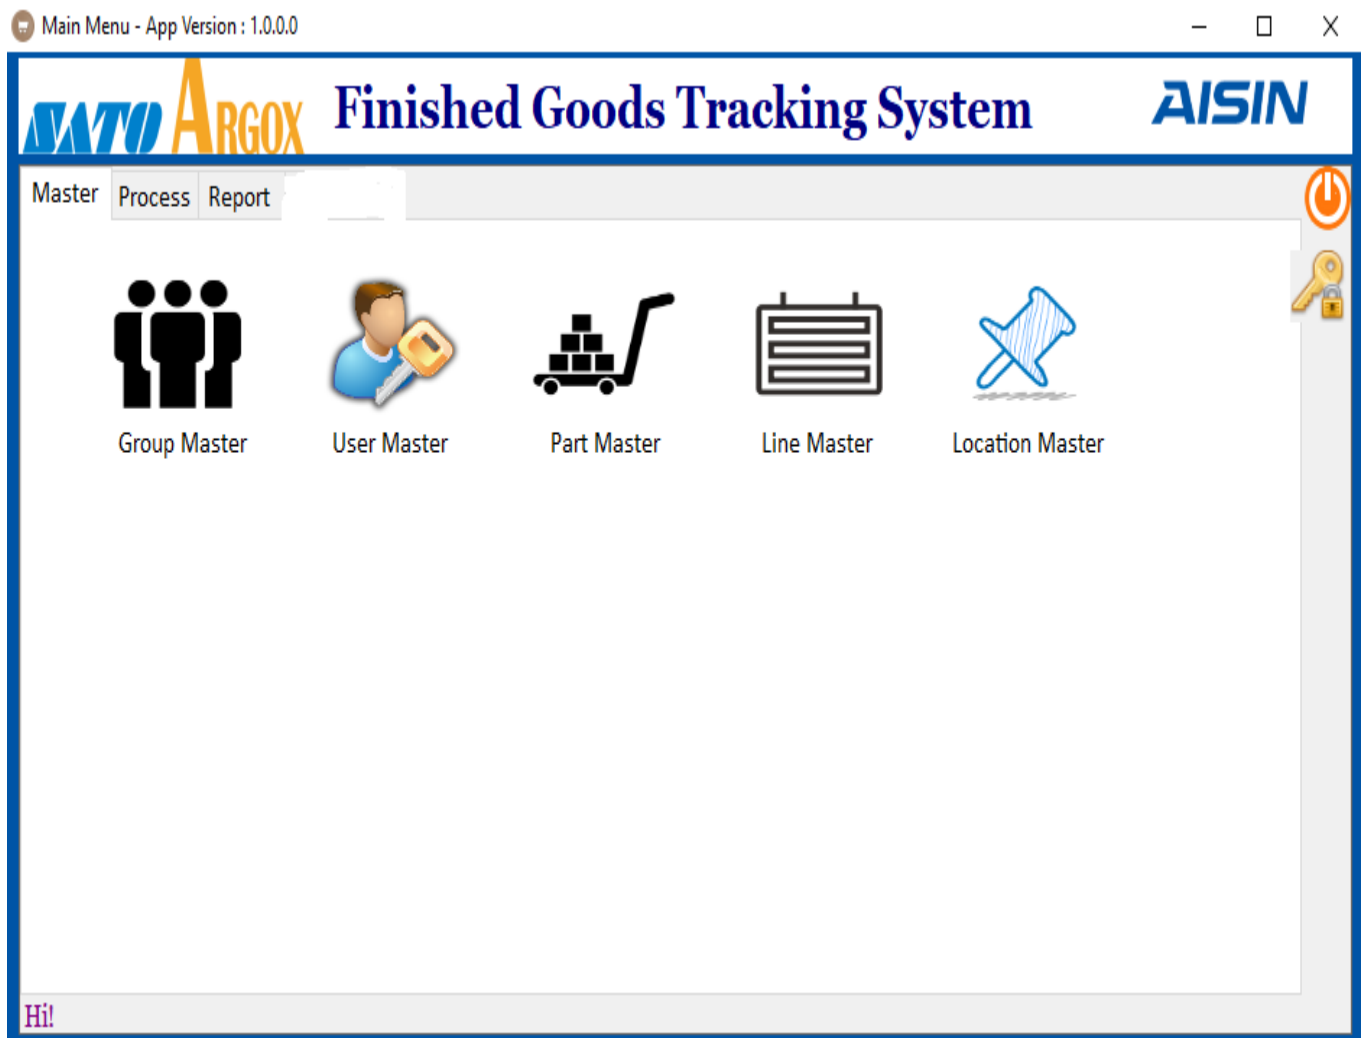 Main Menu - App Version : 1.0.0.0
SATO ARGOX Finished Goods Tracking System AISIN
Master Process Report
Group Master User Master Part Master Line Master Location Master
Hi!